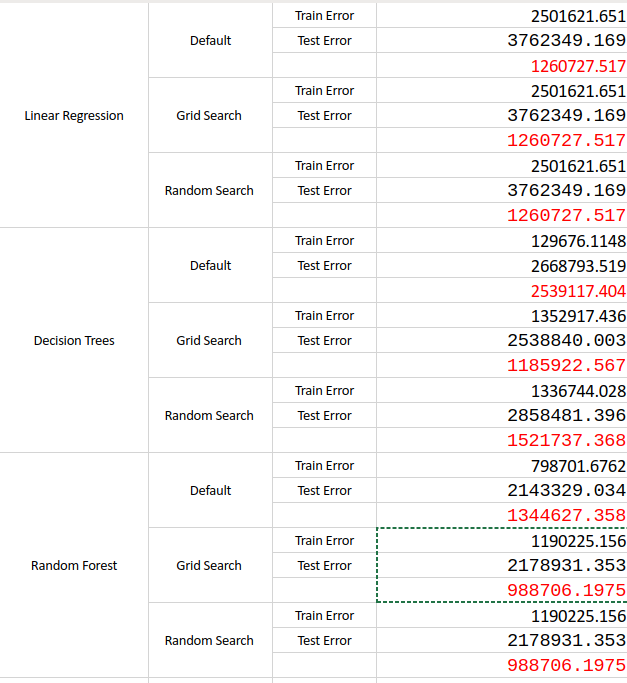 Train Error 2501621.651
Default Test Error 3762349.169
1260727.517
Train Error 2501621.651
Linear Regression Grid Search Test Error 3762349.169
1260727.517
Train Error 2501621.651
Random Search Test Error 3762349.169
1260727.517
Train Error 129676.1148
Default Test Error 2668793.519
2539117.404
Train Error 1352917.436
Decision Trees Grid Search Test Error 2538840.003
1185922.567
Train Error 1336744.028
Random Search Test Error 2858481.396
1521737.368
Train Error 798701.6762
Default Test Error 2143329.034
1344627.358
Train Error 1190225.156
Random Forest Grid Search Test Error 2178931.353
988706.1975
Train Error 1190225.156
Random Search Test Error 2178931.353
988706.1975